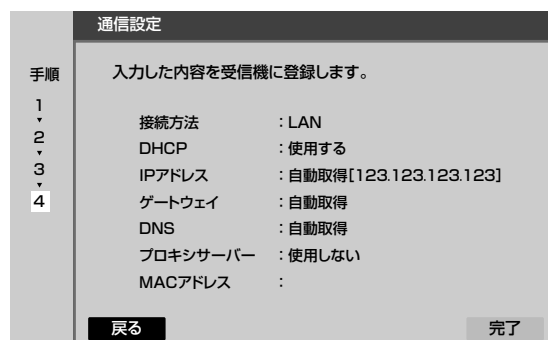 通信設定
手順
1
2
3
4
入力した内容を受信機に登録します。
接続方法 :LAN
DHCP :使用する
IPアドレス :自動取得[123.123.123.123]
ゲートウェイ :自動取得
DNS :自動取得
プロキシサーバー :使用しない
MACアドレス :
戻る
完了